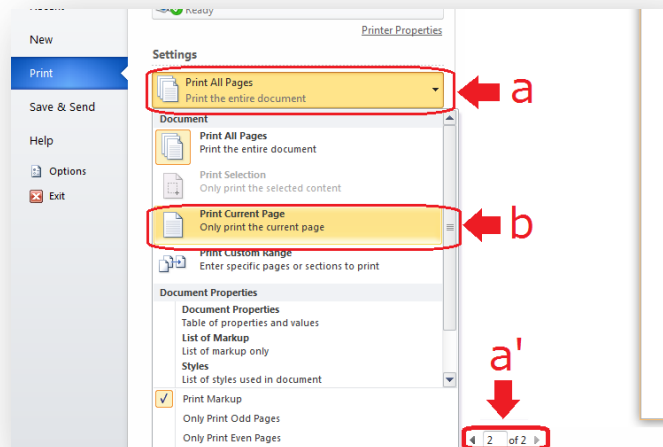 Ready
Printer Properties
New
Settings
Print
Print All Pages
Print the entire document
a
Save & Send
Document
Help
Print All Pages
Print the entire document
Options
Print Selection
Only print the selected content
Exit
Print Current Page
Only print the current page
b
Print Custom Range
Enter specific pages or sections to print
Document Properties
Document Properties
Table of properties and values
List of Markup
List of markup only
Styles
List of styles used in document
a'
Print Markup
Only Print Odd Pages
Only Print Even Pages
2 of 2